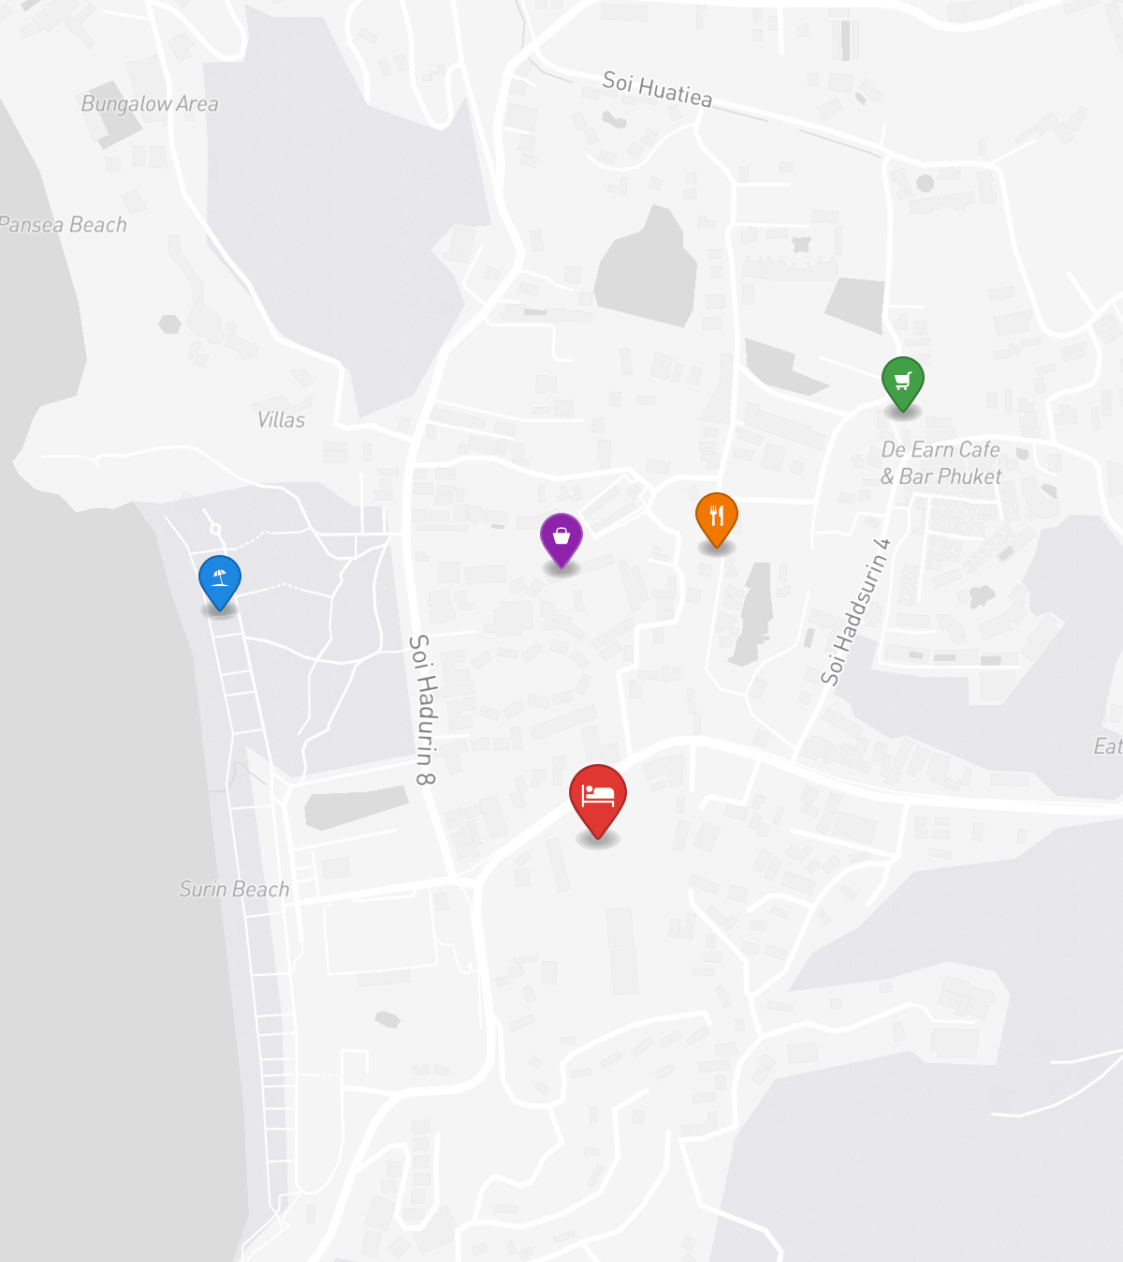 Soi Huatiea
Bungalow Area
Pansea Beach
Villas
De Earn Cafe
& Bar Phuket
Soi Haddsurin 4
Soi Hadurin 8
Eat
Surin Beach